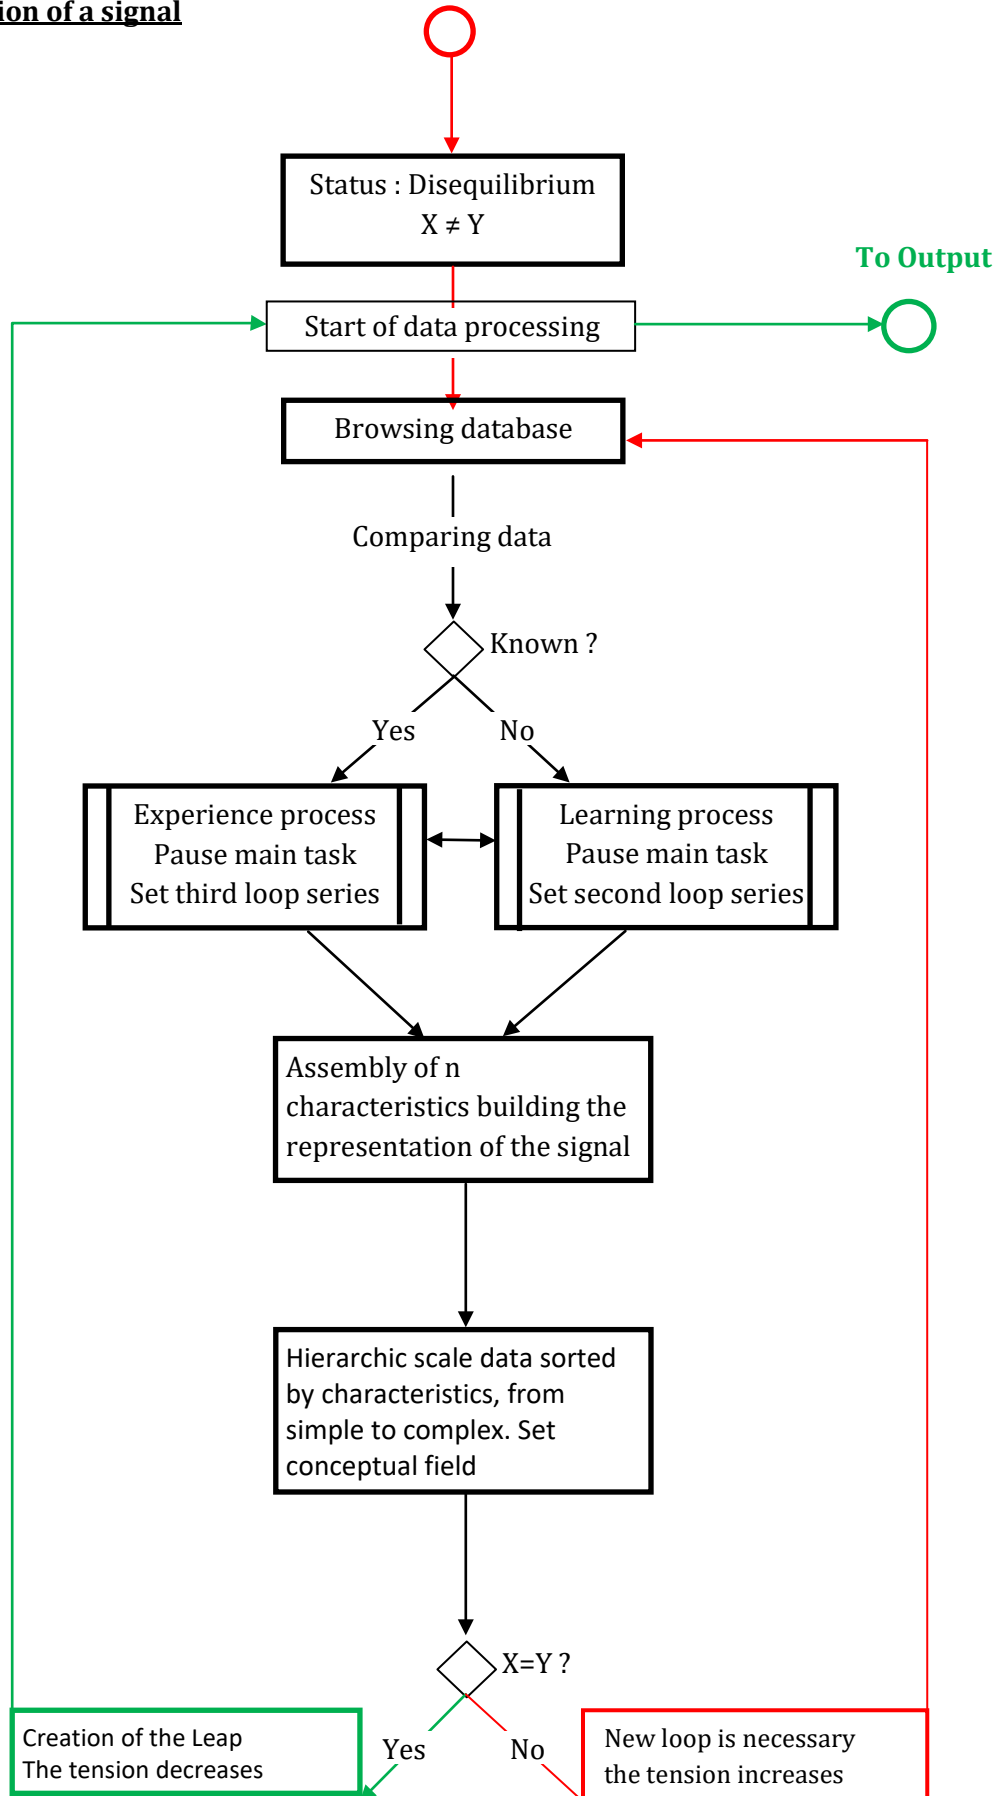 of a signal
Status : Disequilibrium
X ≠ Y
To Output
Start of data processing
Browsing database
Comparing data
Known ?
Yes
No
Experience process
Pause main task
Set third loop series
Learning process
Pause main task
Set second loop series
Assembly of n
characteristics building the
representation of the signal
Hierarchic scale data sorted
by characteristics, from
simple to complex. Set
conceptual field
X=Y ?
Yes
No
Creation of the Leap
The tension decreases
New loop is necessary
the tension increases